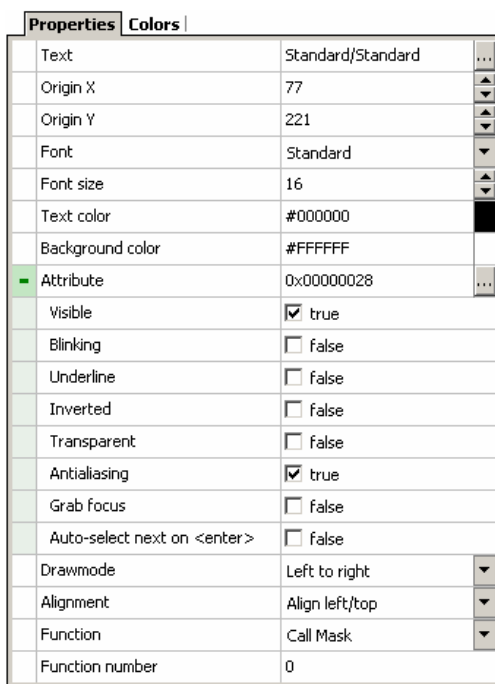 Properties Colors
Text Standard/Standard ...
Origin X 77
Origin Y 221
Font Standard
Font size 16
Text color #000000
Background color #FFFFFF
Attribute 0x00000028 ...
Visible true
Blinking false
Underline false
Inverted false
Transparent false
Antialiasing true
Grab focus false
Auto-select next on <enter> false
Drawmode Left to right
Alignment Align left/top
Function Call Mask
Function number 0